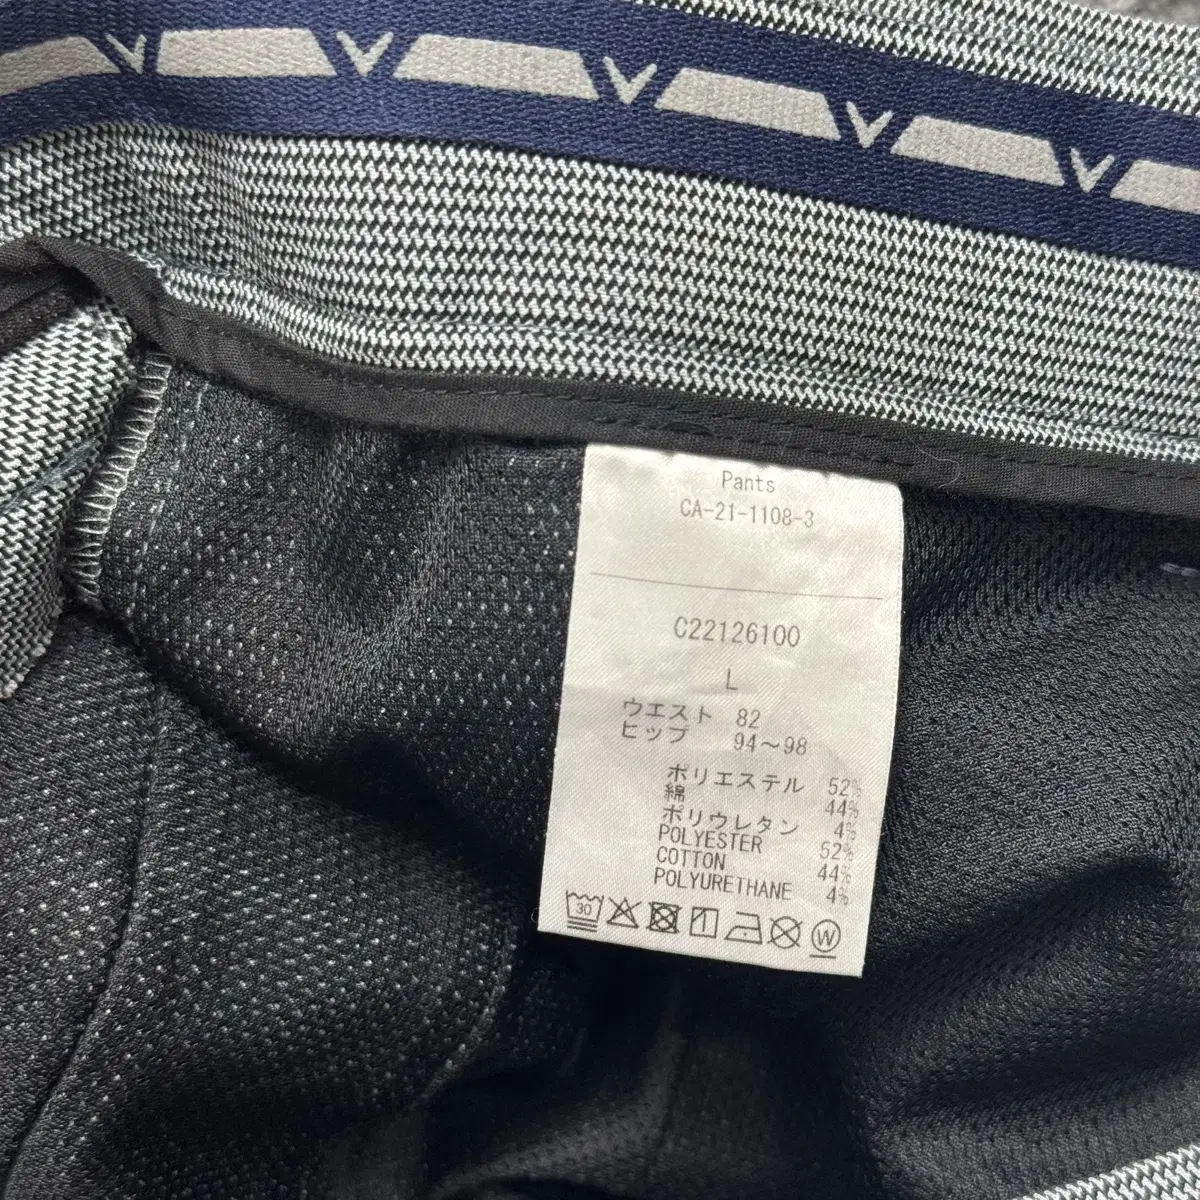 Pants
CA-21-1108-3
C22126100
L
ウエスト 82
ヒップ 94～98
ポリエステル 52%
綿 44%
ポリウレタン 4%
POLYESTER 52%
COTTON 44%
POLYURETHANE 4%
30
W